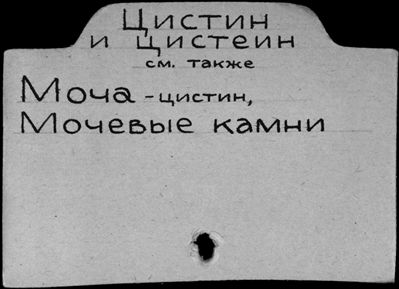 Цистин
и цистеин
см. также
Моча - цистин,
Мочевые камни